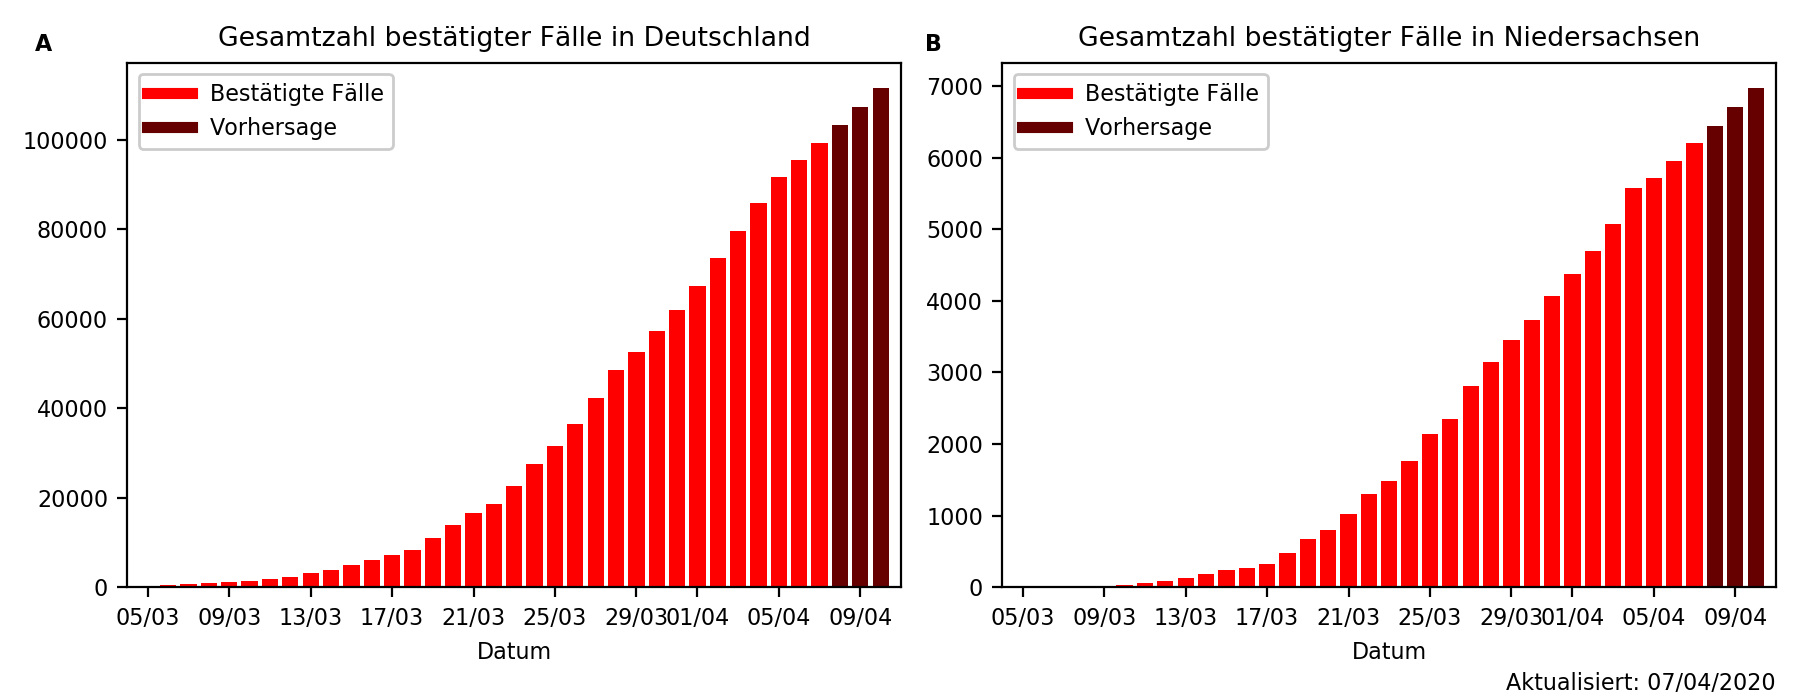 A
Gesamtzahl bestätigter Fälle in Deutschland
Bestätigte Fälle
Vorhersage
100000
80000
60000
40000
20000
0
05/03 09/03 13/03 17/03 21/03 25/03 29/03 01/04 05/04 09/04
Datum
B
Gesamtzahl bestätigter Fälle in Niedersachsen
Bestätigte Fälle
Vorhersage
7000
6000
5000
4000
3000
2000
1000
0
05/03 09/03 13/03 17/03 21/03 25/03 29/03 01/04 05/04 09/04
Datum
Aktualisiert: 07/04/2020